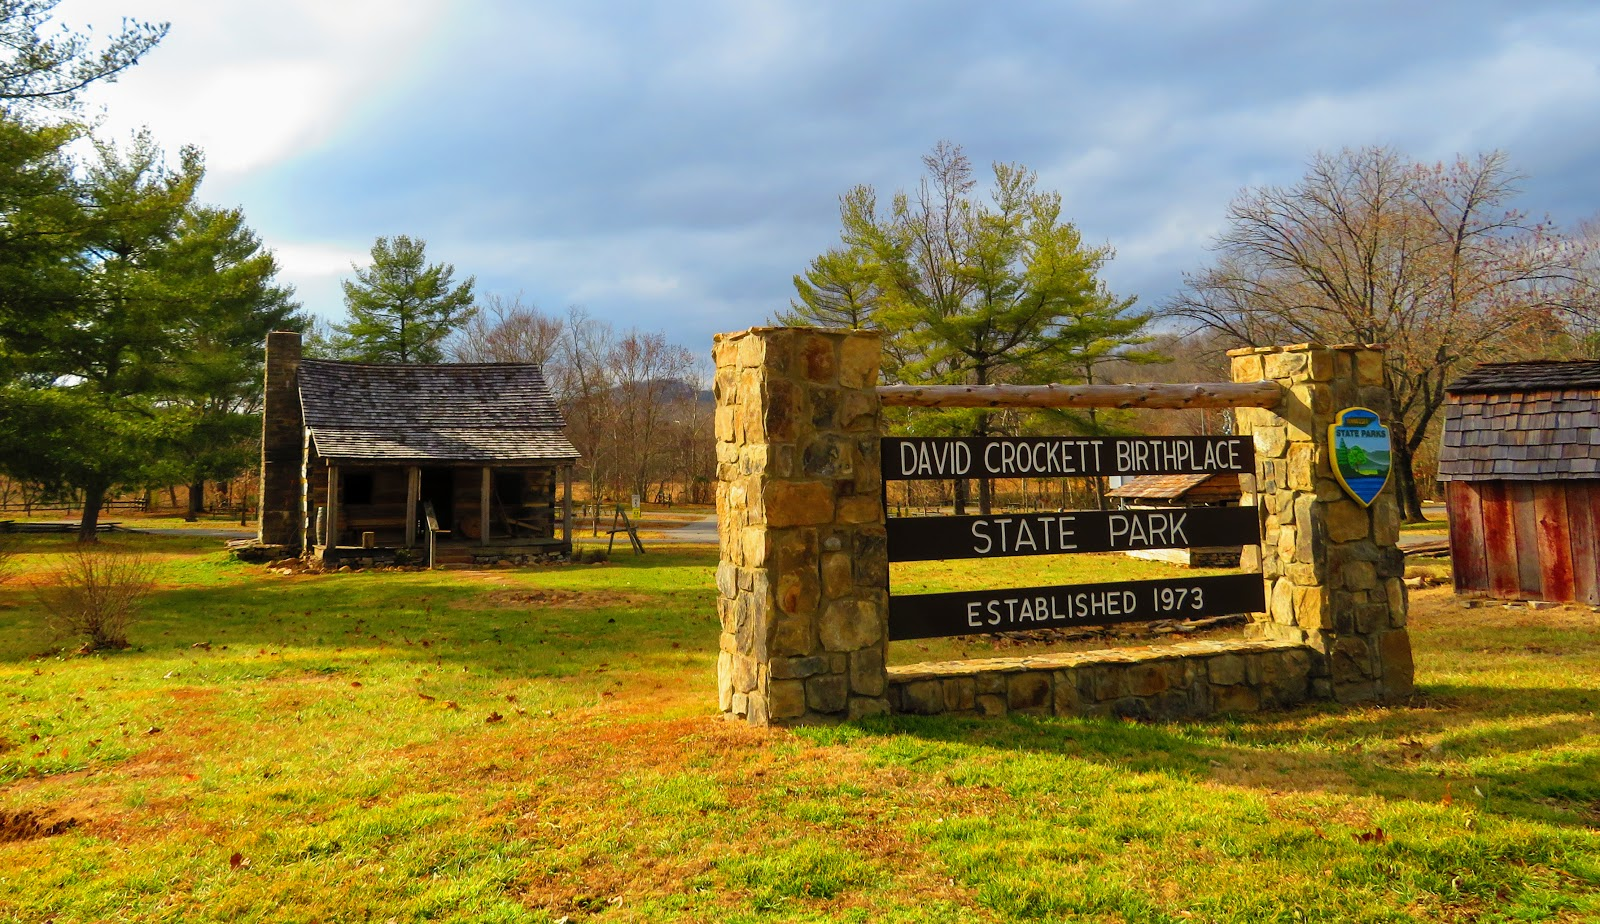 DAVID CROCKETT BIRTHPLACE
STATE PARK
ESTABLISHED 1973
STATE PARKS